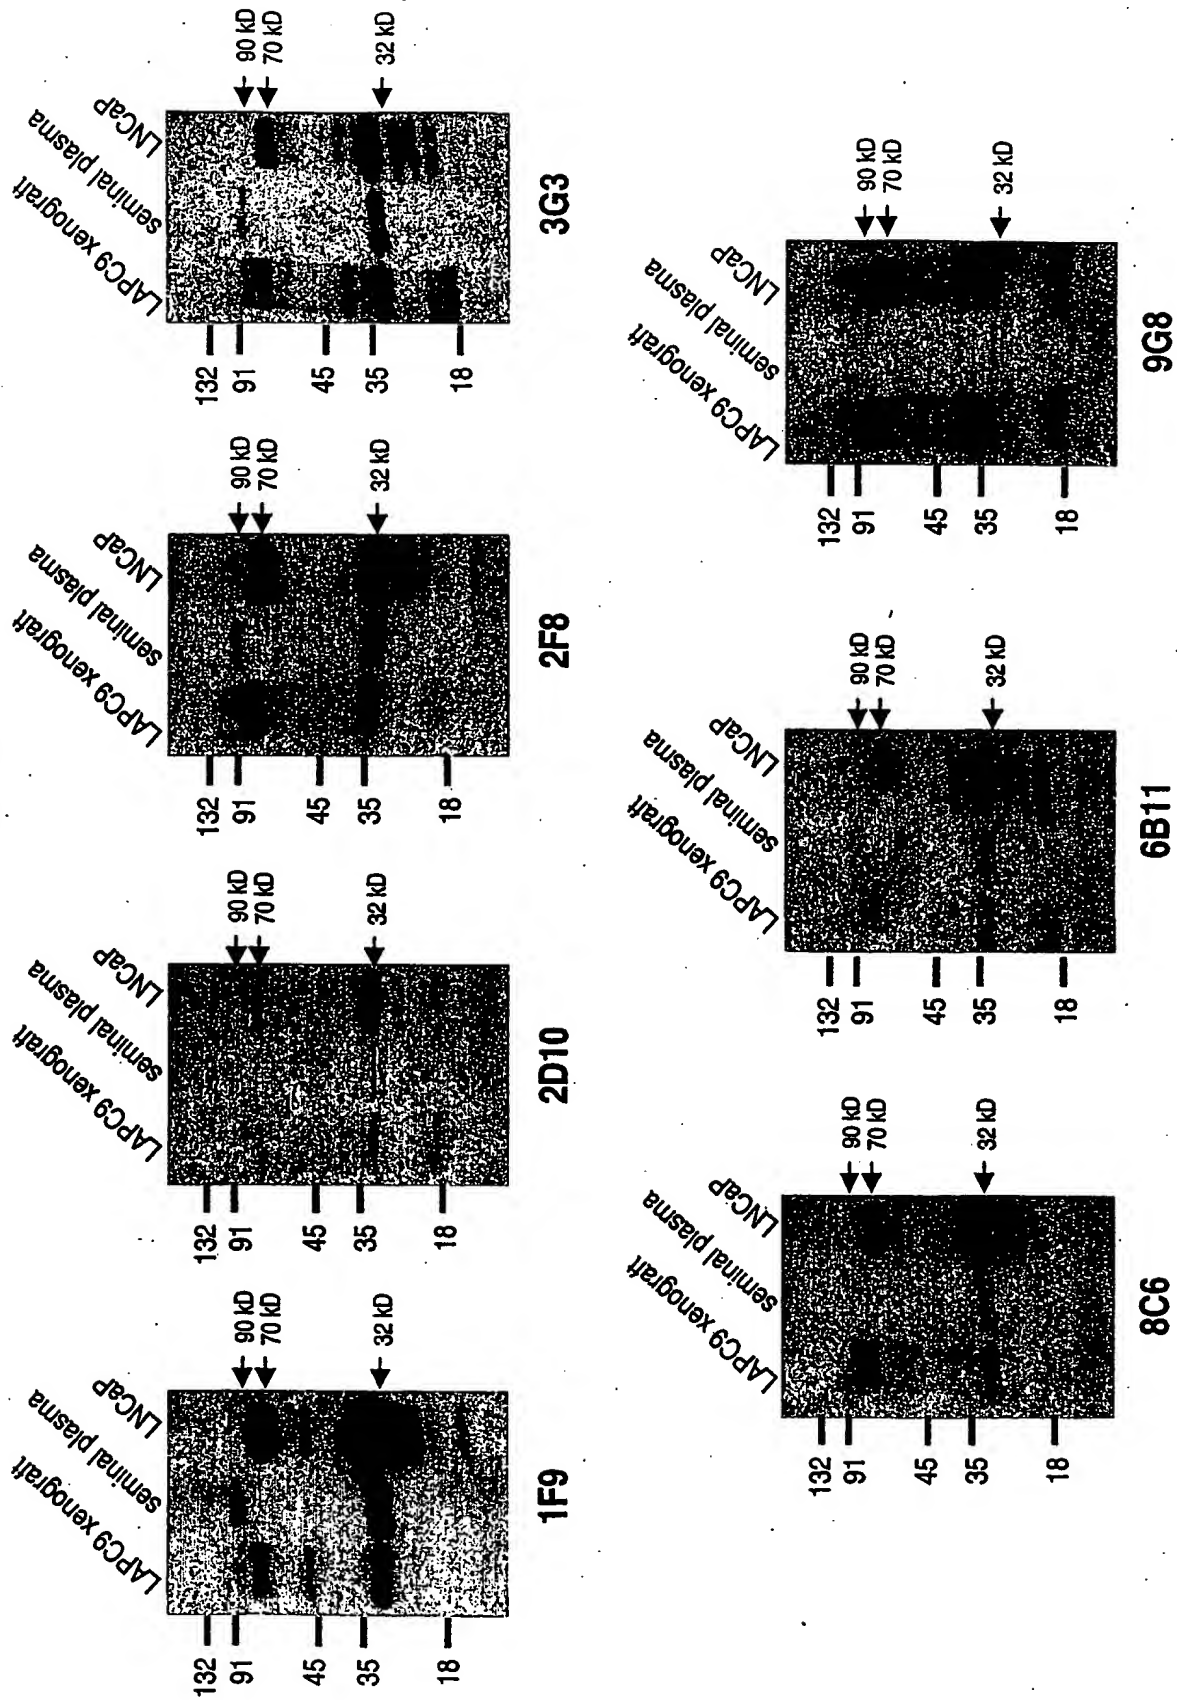 LAPC9 xenograft
seminal plasma
LNCaP
132
91
45
35
18
90 kD
70 kD
32 kD
1F9
LAPC9 xenograft
seminal plasma
LNCaP
132
91
45
35
18
90 kD
70 kD
32 kD
2D10
LAPC9 xenograft
seminal plasma
LNCaP
132
91
45
35
18
90 kD
70 kD
32 kD
2F8
LAPC9 xenograft
seminal plasma
LNCaP
132
91
45
35
18
90 kD
70 kD
32 kD
3G3
LAPC9 xenograft
seminal plasma
LNCaP
132
91
45
35
18
90 kD
70 kD
32 kD
8C6
LAPC9 xenograft
seminal plasma
LNCaP
132
91
45
35
18
90 kD
70 kD
32 kD
6B11
LAPC9 xenograft
seminal plasma
LNCaP
132
91
45
35
18
90 kD
70 kD
32 kD
9G8